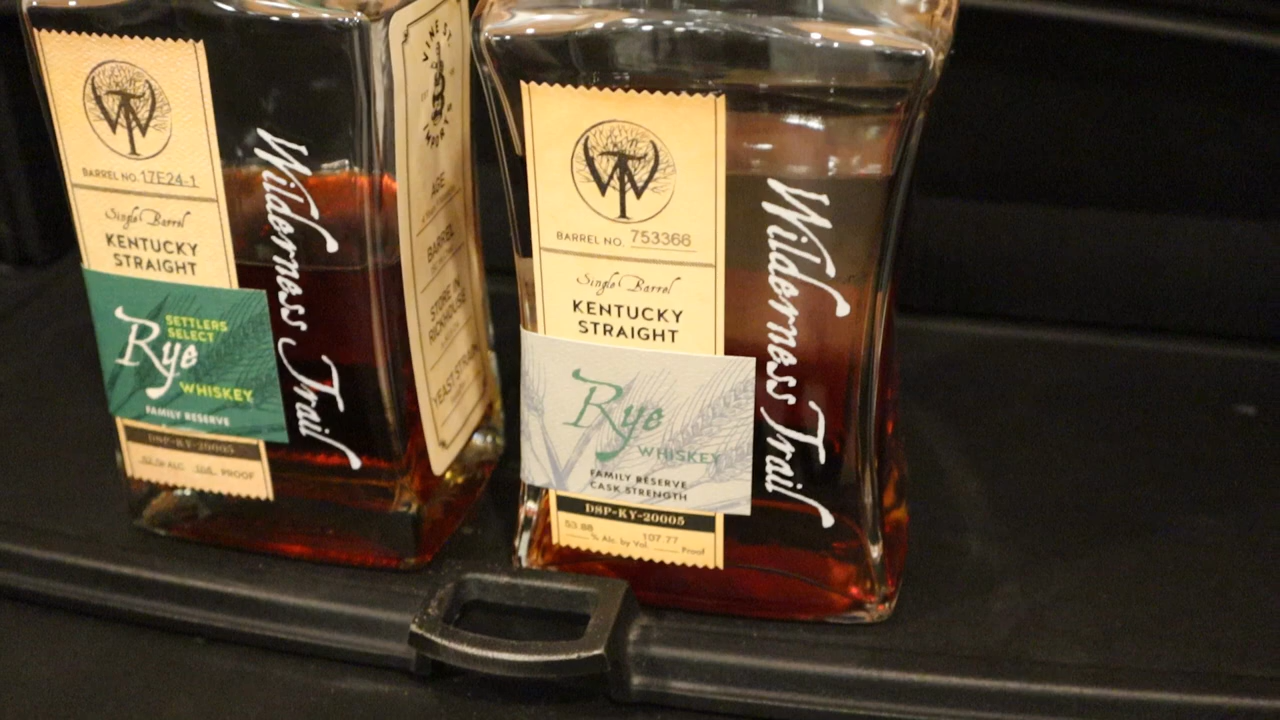 BARREL NO. 17E24-1
Single Barrel
KENTUCKY
STRAIGHT
SETTLERS
SELECT
Rye
WHISKEY
FAMILY RESERVE
DSP-KY-20005
ALC PROOF
Wilderness Trail
VINE ST.
AGE
BARREL
STORE IN
RICKHOUSE
YEAST STRAIN
WT
BARREL NO. 753366
Single Barrel
KENTUCKY
STRAIGHT
Rye
WHISKEY
FAMILY RESERVE
CASK STRENGTH
DSP-KY-20005
53.88 % Alc. by Vol. 107.77 Proof
Wilderness Trail